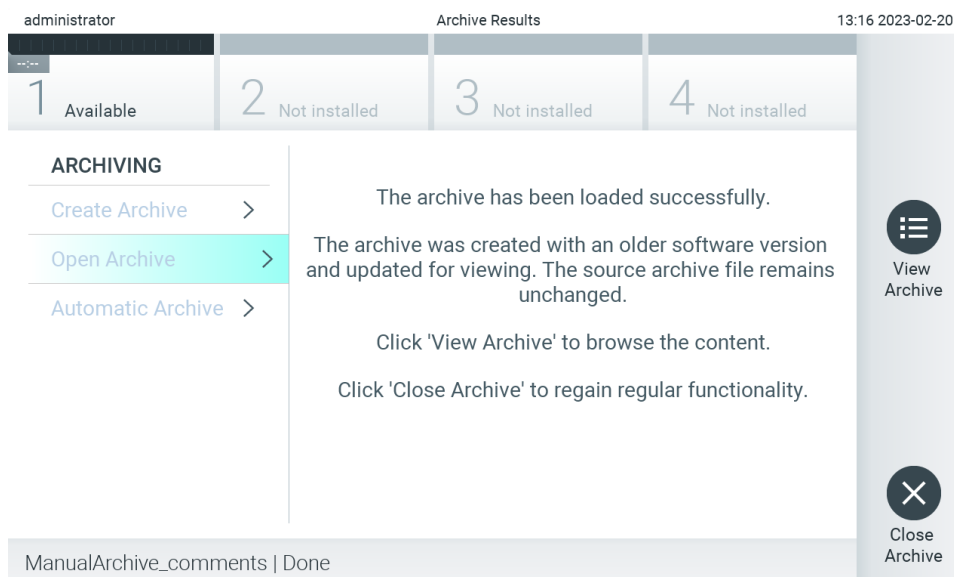 administrator Archive Results 13:16 2023-02-20
--:--
1 Available 2 Not installed 3 Not installed 4 Not installed
ARCHIVING
Create Archive
Open Archive
Automatic Archive
The archive has been loaded successfully.
The archive was created with an older software version
and updated for viewing. The source archive file remains
unchanged.
Click 'View Archive' to browse the content.
Click 'Close Archive' to regain regular functionality.
View
Archive
Close
Archive
ManualArchive_comments | Done